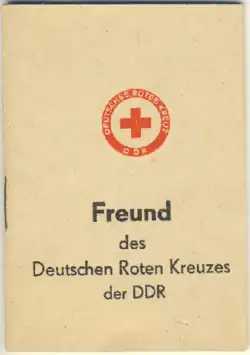 DEUTSCHES ROTES KREUZ
DDR
Freund
des
Deutschen Roten Kreuzes
der DDR